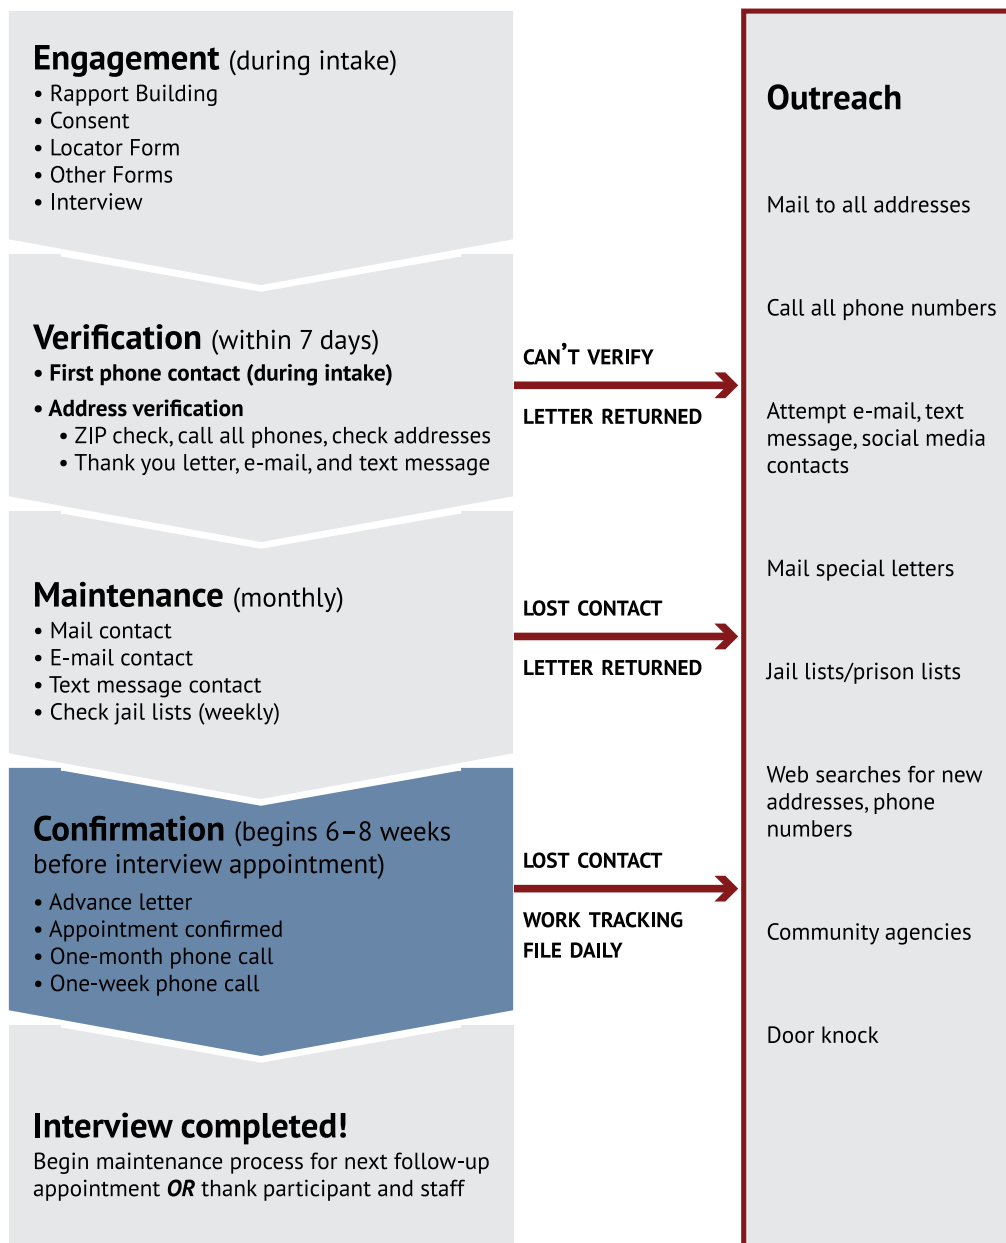 Engagement (during intake)
• Rapport Building
• Consent
• Locator Form
• Other Forms
• Interview
Verification (within 7 days)
• First phone contact (during intake)
• Address verification
• ZIP check, call all phones, check addresses
• Thank you letter, e-mail, and text message
CAN'T VERIFY
LETTER RETURNED
Maintenance (monthly)
• Mail contact
• E-mail contact
• Text message contact
• Check jail lists (weekly)
LOST CONTACT
LETTER RETURNED
Confirmation (begins 6–8 weeks
before interview appointment)
• Advance letter
• Appointment confirmed
• One-month phone call
• One-week phone call
LOST CONTACT
WORK TRACKING
FILE DAILY
Interview completed!
Begin maintenance process for next follow-up
appointment OR thank participant and staff
Outreach
Mail to all addresses
Call all phone numbers
Attempt e-mail, text
message, social media
contacts
Mail special letters
Jail lists/prison lists
Web searches for new
addresses, phone
numbers
Community agencies
Door knock